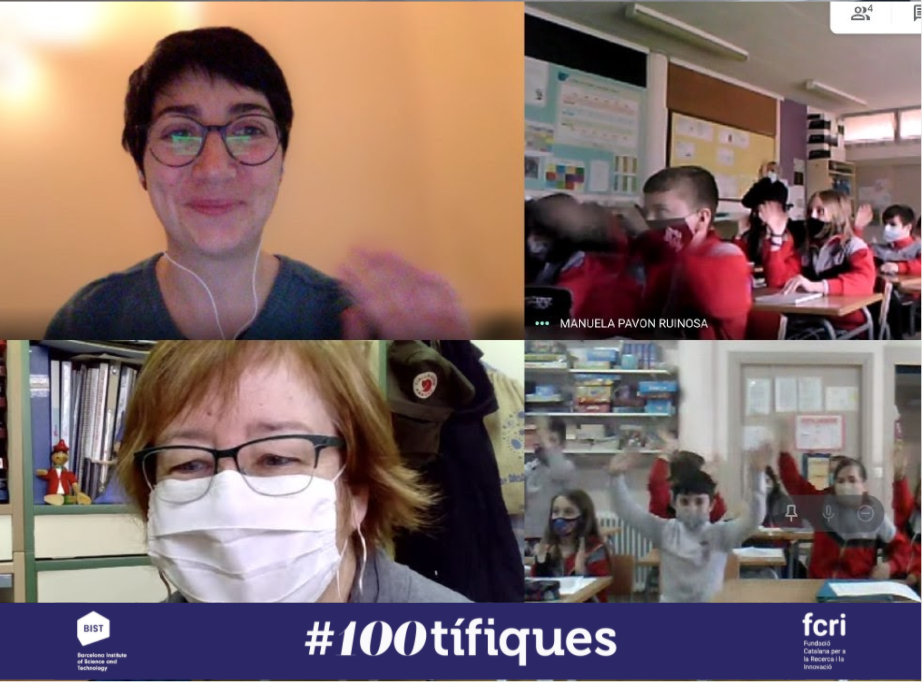 4
MANUELA PAVON RUINOSA
BIST
Barcelona Institute
of Science and
Technology
#100tífiques
fcri
Fundació
Catalana per a
la Recerca i la
Innovació